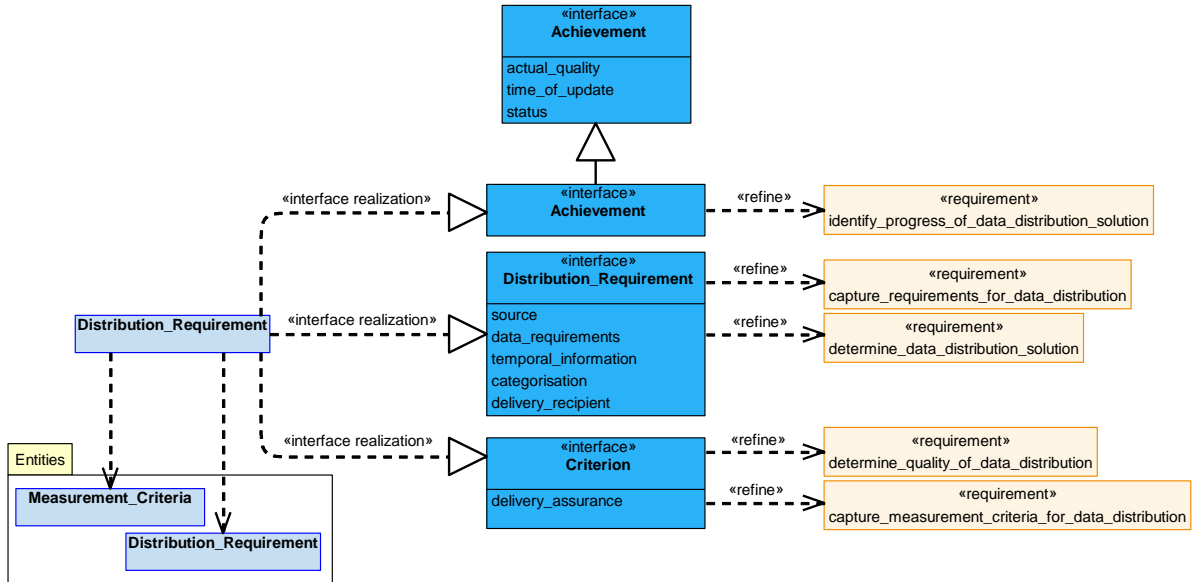 «interface»
Achievement
actual_quality
time_of_update
status
«interface realization»
«interface»
Achievement
«refine»
«requirement»
identify_progress_of_data_distribution_solution
«interface»
Distribution_Requirement
source
data_requirements
temporal_information
categorisation
delivery_recipient
«refine»
«requirement»
capture_requirements_for_data_distribution
«refine»
«requirement»
determine_data_distribution_solution
Distribution_Requirement
«interface realization»
«interface realization»
«interface»
Criterion
delivery_assurance
«refine»
«requirement»
determine_quality_of_data_distribution
«refine»
«requirement»
capture_measurement_criteria_for_data_distribution
Entities
Measurement_Criteria
Distribution_Requirement